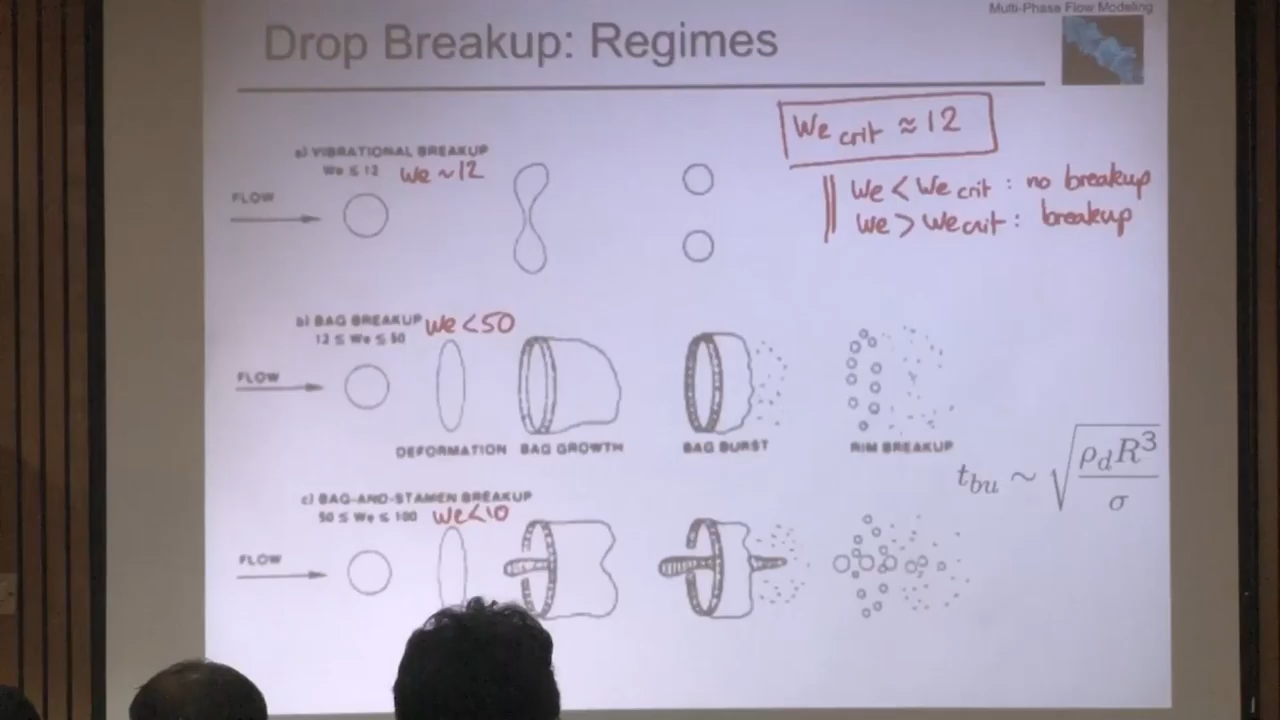 Multi-Phase Flow Modeling
Drop Breakup: Regimes
We crit ≈ 12
We < We crit : no breakup
We > We crit : breakup
a) VIBRATIONAL BREAKUP
We ≤ 12 We ~ 12
FLOW
b) BAG BREAKUP We < 50
12 ≤ We ≤ 50
FLOW
DEFORMATION BAG GROWTH BAG BURST RIM BREAKUP
t_bu ~ √(ρ_d R³ / σ)
c) BAG-AND-STAMEN BREAKUP
50 ≤ We ≤ 100 We < 10
FLOW